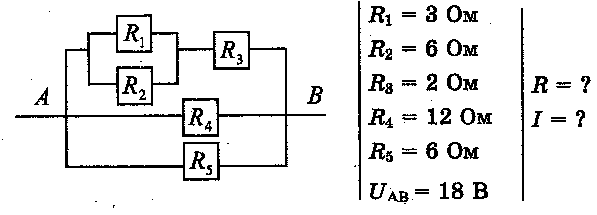 R₁
R₂
R₃
A
B
R₄
R₅
R₁ = 3 Ом
R₂ = 6 Ом
R₃ = 2 Ом
R₄ = 12 Ом
R₅ = 6 Ом
U_AB = 18 В
R = ?
I = ?